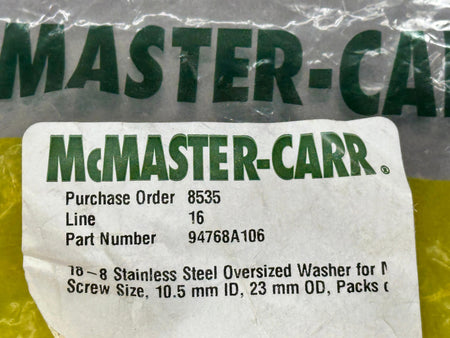 MASTER-CA
McMASTER-CARR®
Purchase Order 8535
Line 16
Part Number 94768A106
18-8 Stainless Steel Oversized Washer for M
Screw Size, 10.5 mm ID, 23 mm OD, Packs